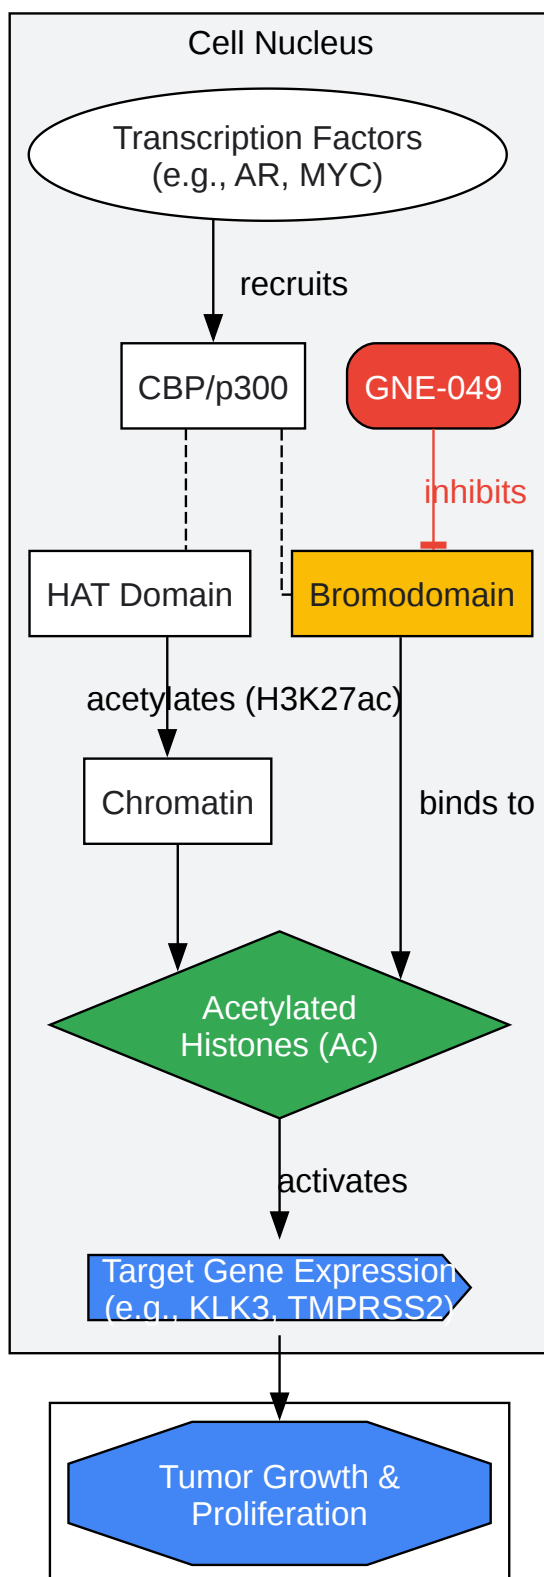 Cell Nucleus
Transcription Factors
(e.g., AR, MYC)
recruits
CBP/p300
GNE-049
inhibits
HAT Domain
Bromodomain
acetylates (H3K27ac)
Chromatin
binds to
Acetylated
Histones (Ac)
activates
Target Gene Expression
(e.g., KLK3, TMPRSS2)
Tumor Growth &
Proliferation